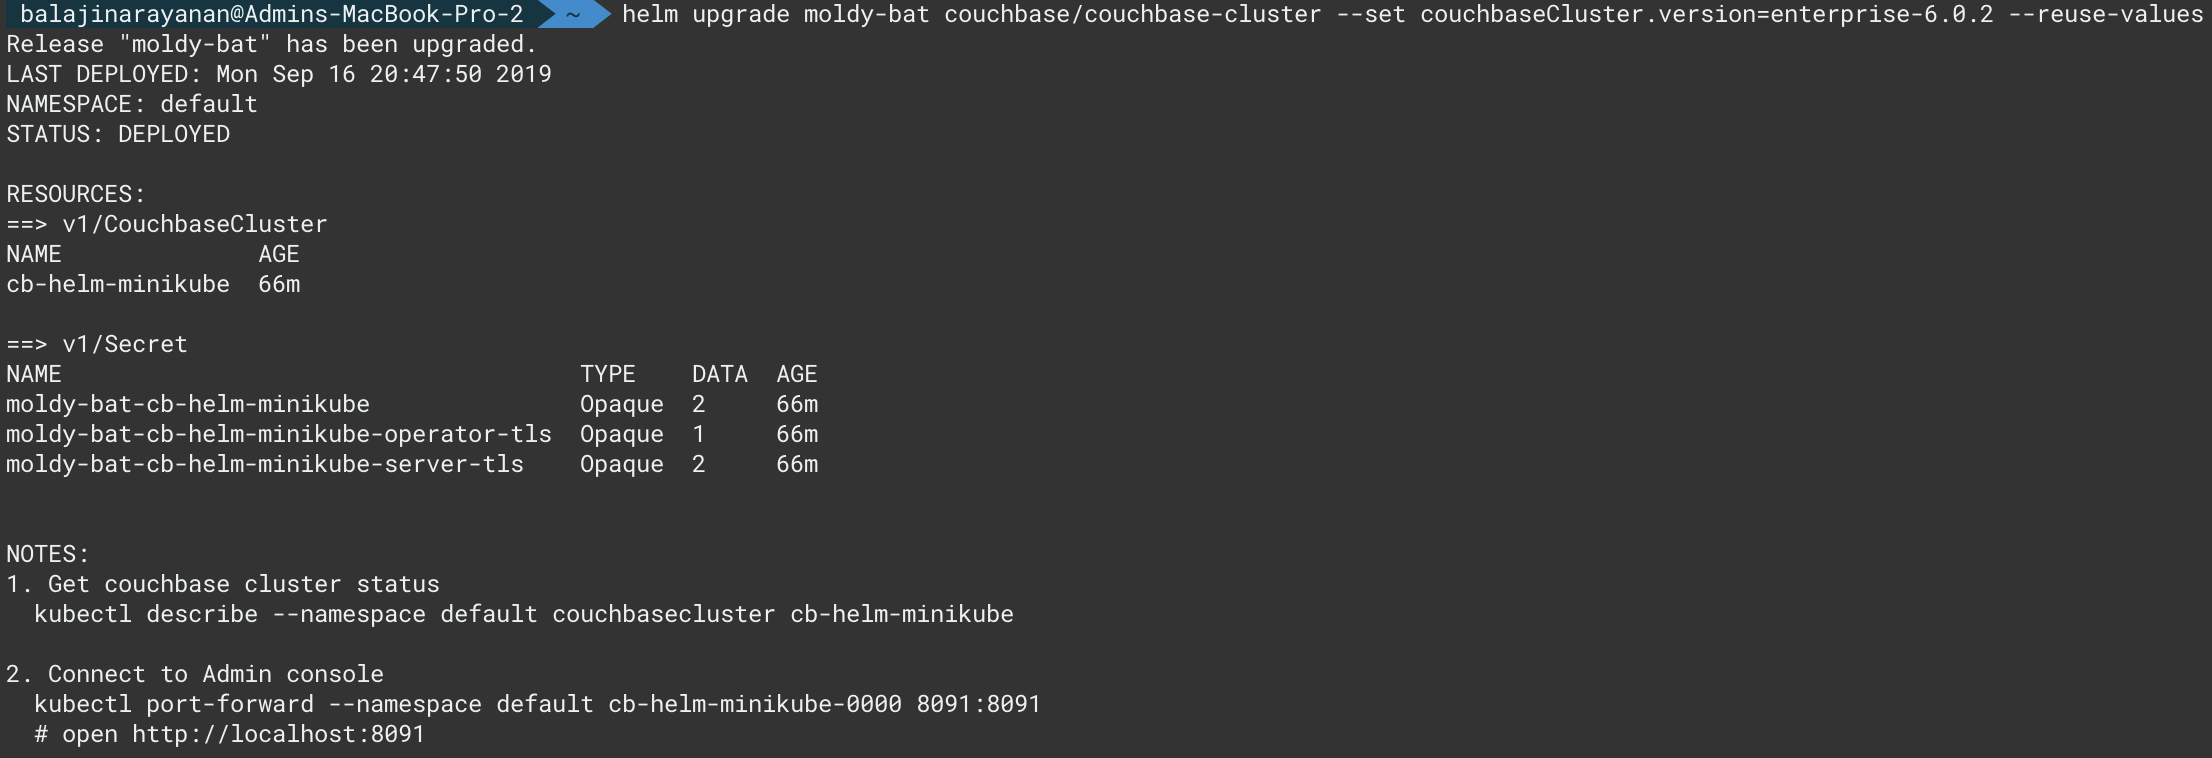 balajinarayanan@Admins-MacBook-Pro-2 ~ helm upgrade moldy-bat couchbase/couchbase-cluster --set couchbaseCluster.version=enterprise-6.0.2 --reuse-values
Release "moldy-bat" has been upgraded.
LAST DEPLOYED: Mon Sep 16 20:47:50 2019
NAMESPACE: default
STATUS: DEPLOYED
RESOURCES:
==> v1/CouchbaseCluster
NAME              AGE
cb-helm-minikube  66m
==> v1/Secret
NAME                                     TYPE    DATA  AGE
moldy-bat-cb-helm-minikube               Opaque  2     66m
moldy-bat-cb-helm-minikube-operator-tls  Opaque  1     66m
moldy-bat-cb-helm-minikube-server-tls    Opaque  2     66m
NOTES:
1. Get couchbase cluster status
  kubectl describe --namespace default couchbasecluster cb-helm-minikube
2. Connect to Admin console
  kubectl port-forward --namespace default cb-helm-minikube-0000 8091:8091
  # open http://localhost:8091